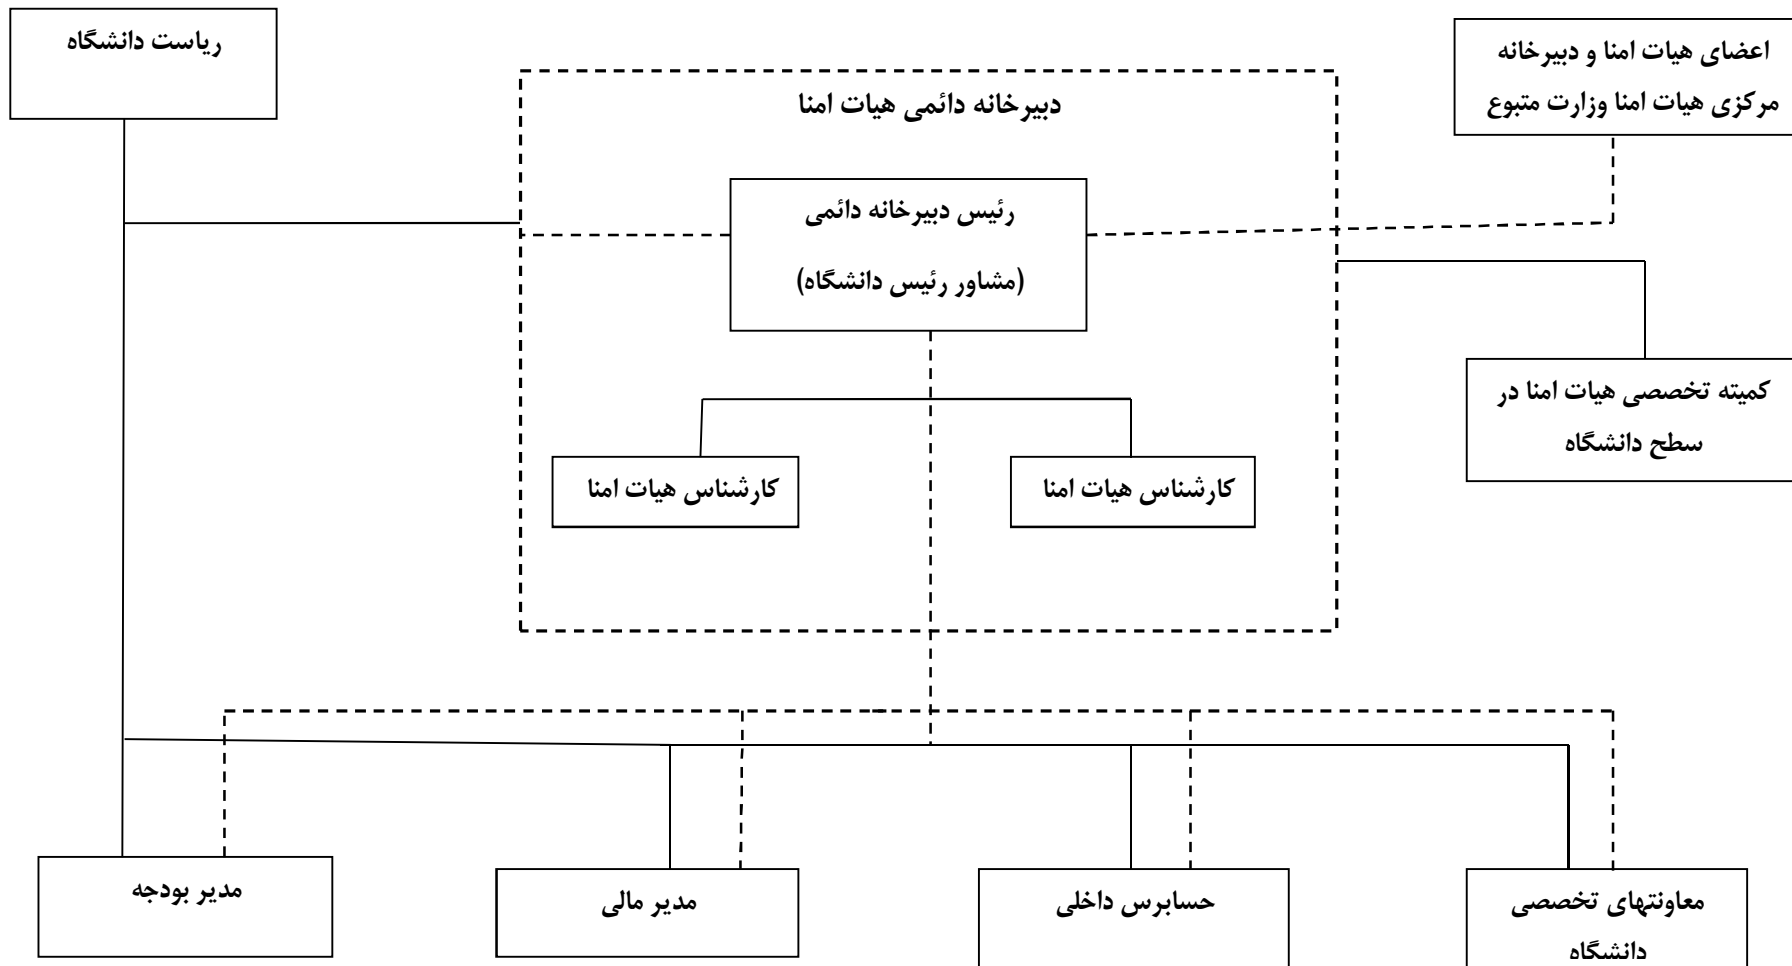 اعضای هیات امنا و دبیرخانه
مرکزی هیات امنا وزارت متبوع
ریاست دانشگاه
دبیرخانه دائمی هیات امنا
رئیس دبیرخانه دائمی
(مشاور رئیس دانشگاه)
کمیته تخصصی هیات امنا در
سطح دانشگاه
کارشناس هیات امنا
کارشناس هیات امنا
معاونتهای تخصصی
دانشگاه
حسابرس داخلی
مدیر مالی
مدیر بودجه